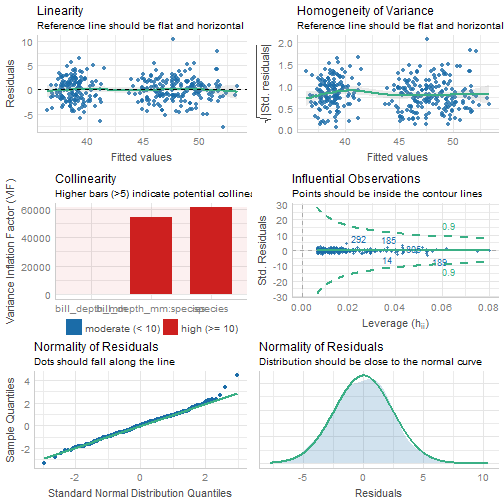 Linearity
Reference line should be flat and horizontal
Residuals
10
5
0
-5
40
45
50
Fitted values
Homogeneity of Variance
Reference line should be flat and horizontal
√|Std. residuals|
2.0
1.5
1.0
0.5
0.0
40
45
50
Fitted values
Collinearity
Higher bars (>5) indicate potential collinea
Variance Inflation Factor (VIF)
60000
40000
20000
0
species
moderate (< 10)
high (>= 10)
Influential Observations
Points should be inside the contour lines
Std. Residuals
30
20
10
0
-10
-20
-30
0.9
292
185
14
189
0.9
0.00
0.02
0.04
0.06
0.08
Leverage (hᵢᵢ)
Normality of Residuals
Dots should fall along the line
Sample Quantiles
4
2
0
-2
-2
0
2
Standard Normal Distribution Quantiles
Normality of Residuals
Distribution should be close to the normal curve
-5
0
5
10
Residuals